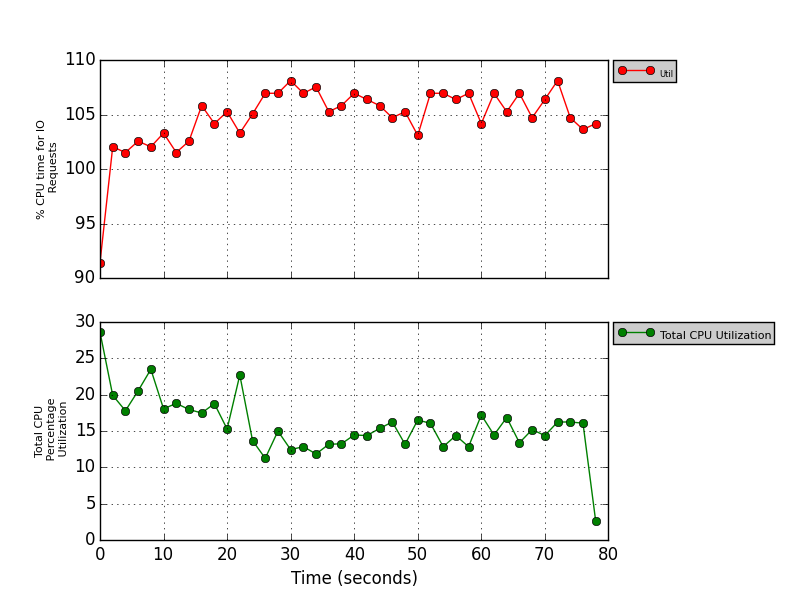 110
105
100
95
90
% CPU time for IO
Requests
Util
30
25
20
15
10
5
0
Total CPU
Percentage
Utilization
Total CPU Utilization
0 10 20 30 40 50 60 70 80
Time (seconds)